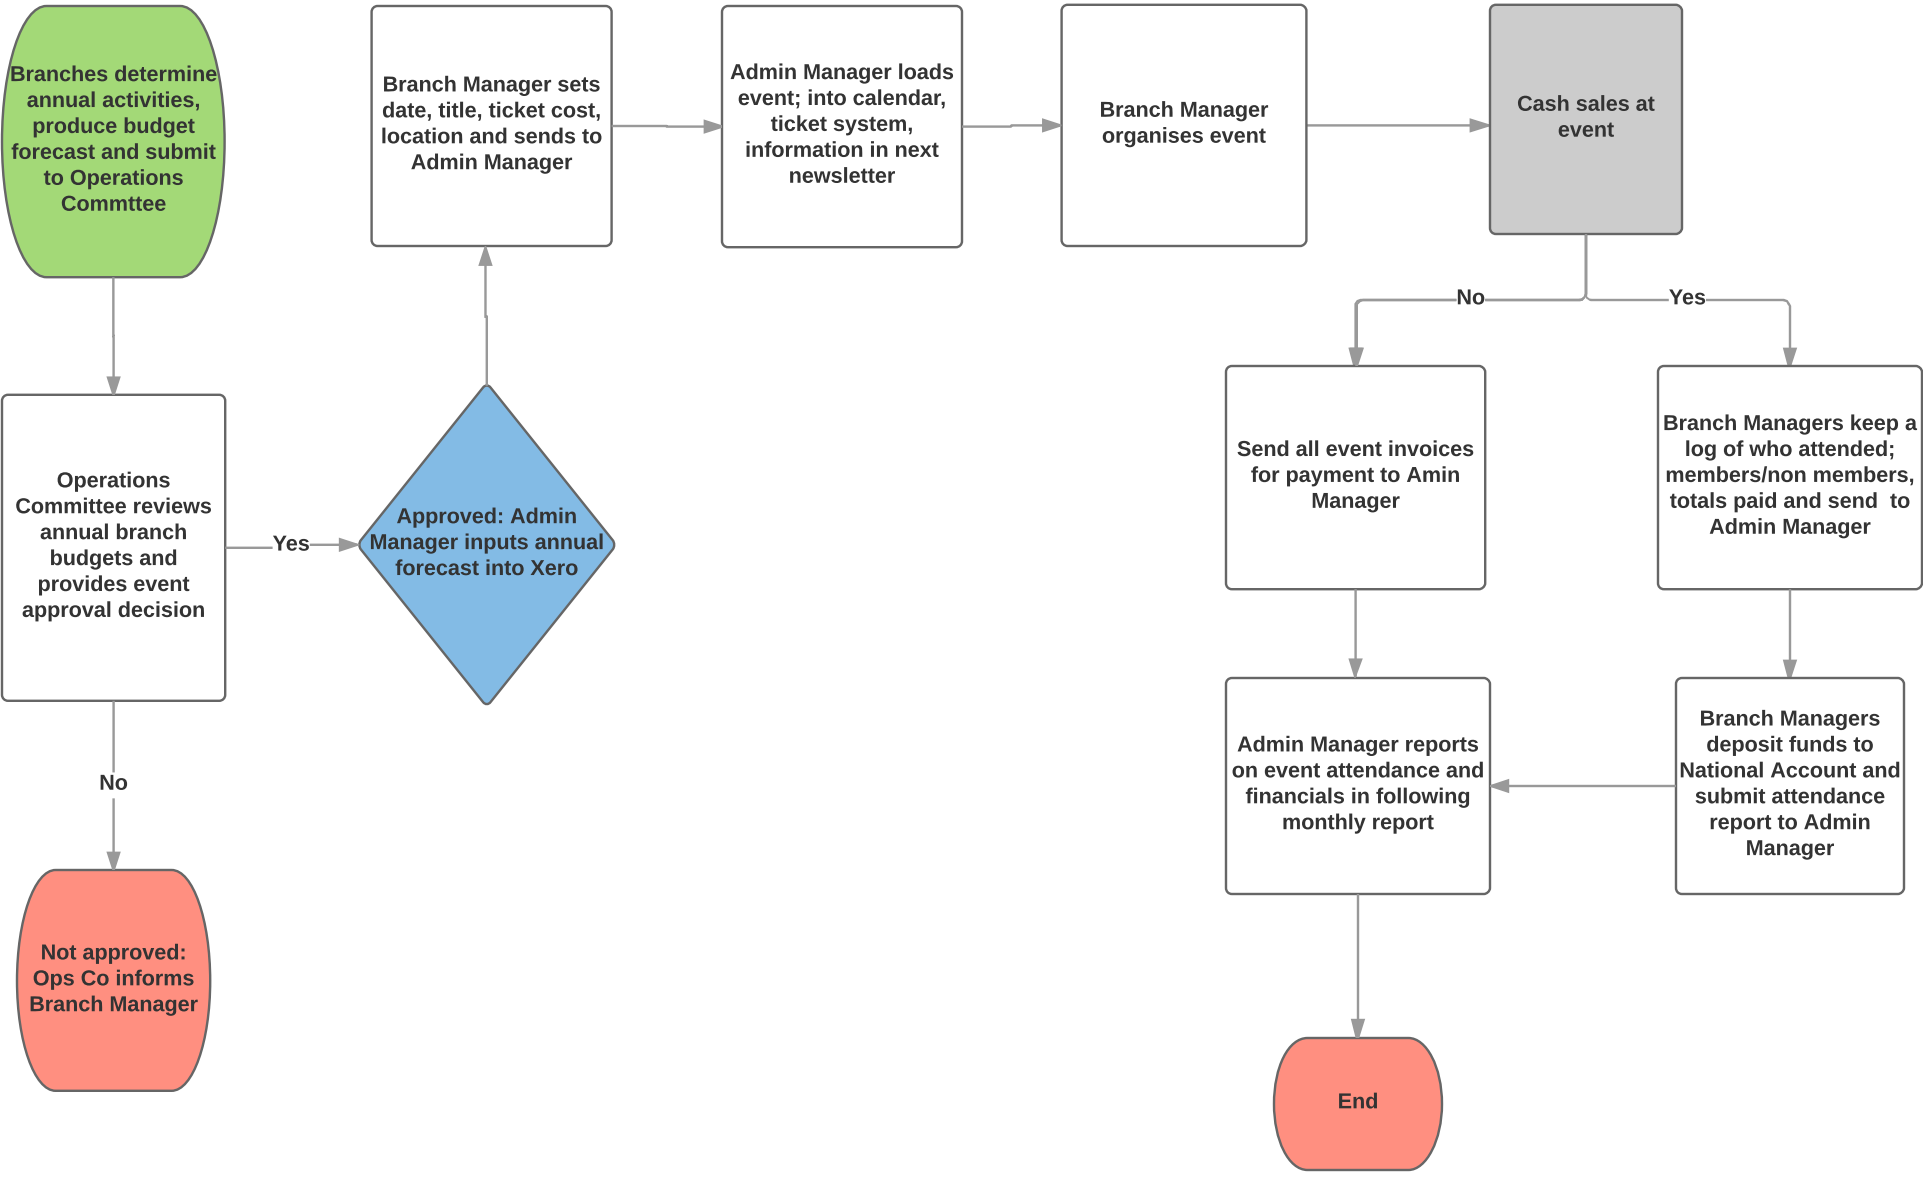 Branches determine
annual activities,
produce budget
forecast and submit
to Operations
Commttee
Branch Manager sets
date, title, ticket cost,
location and sends to
Admin Manager
Admin Manager loads
event; into calendar,
ticket system,
information in next
newsletter
Branch Manager
organises event
Cash sales at
event
No
Yes
Operations
Committee reviews
annual branch
budgets and
provides event
approval decision
Yes
Approved: Admin
Manager inputs annual
forecast into Xero
Send all event invoices
for payment to Amin
Manager
Branch Managers keep a
log of who attended;
members/non members,
totals paid and send  to
Admin Manager
No
Admin Manager reports
on event attendance and
financials in following
monthly report
Branch Managers
deposit funds to
National Account and
submit attendance
report to Admin
Manager
Not approved:
Ops Co informs
Branch Manager
End